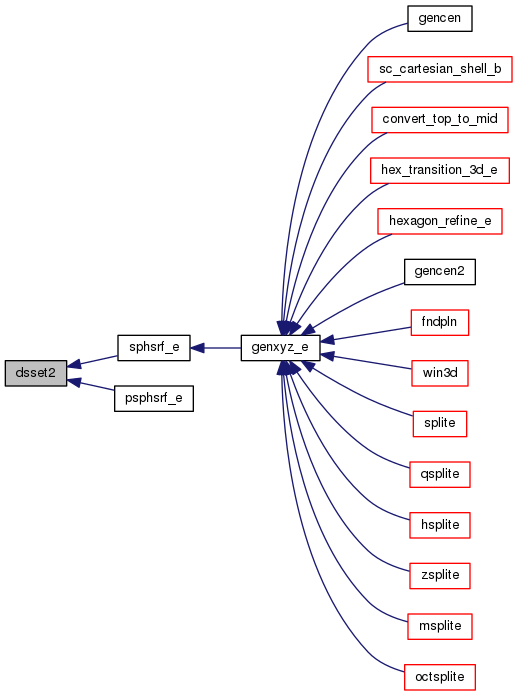 gencen
sc_cartesian_shell_b
convert_top_to_mid
hex_transition_3d_e
hexagon_refine_e
gencen2
fndpln
sphsrf_e
genxyz_e
dsset2
win3d
psphsrf_e
splite
qsplite
hsplite
zsplite
msplite
octsplite